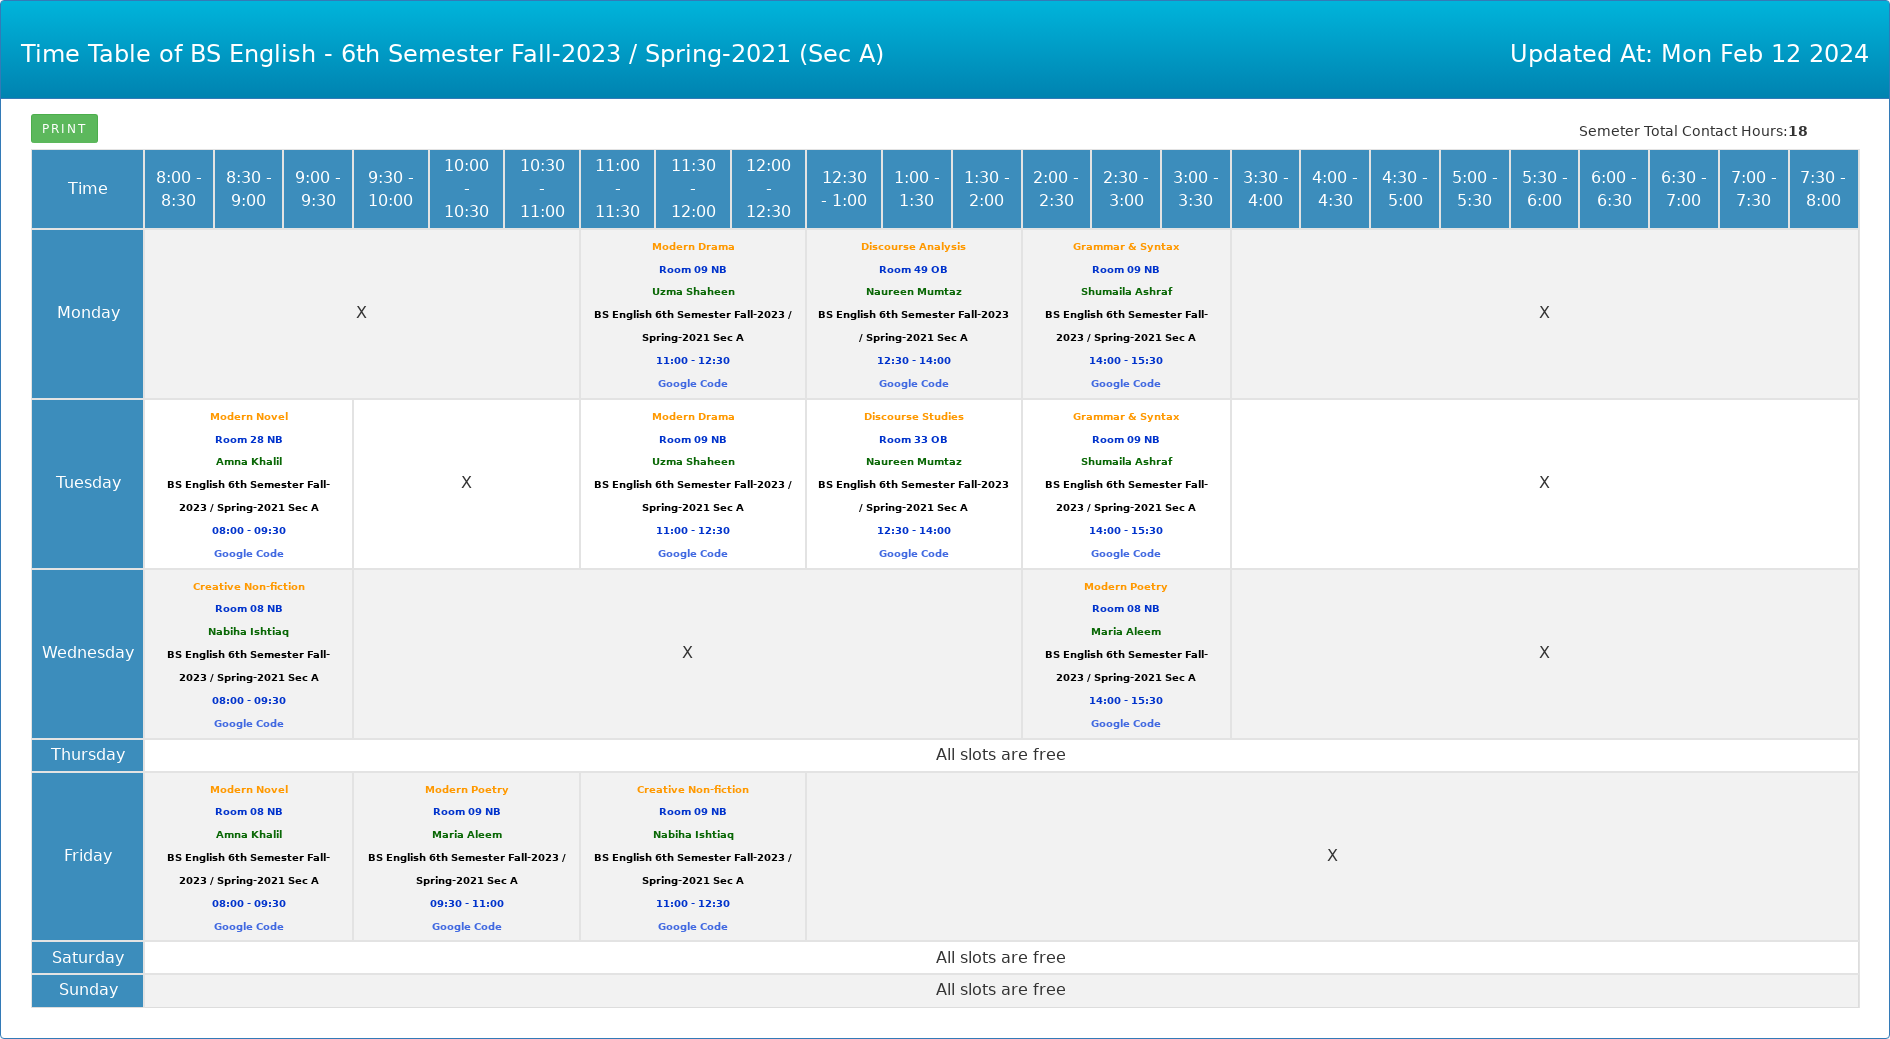 Time Table of BS English - 6th Semester Fall-2023 / Spring-2021 (Sec A)
Updated At: Mon Feb 12 2024
PRINT
Semeter Total Contact Hours:18
Time
8:00 -
8:30
8:30 -
9:00
9:00 -
9:30
9:30 -
10:00
10:00
-
10:30
10:30
-
11:00
11:00
-
11:30
11:30
-
12:00
12:00
-
12:30
12:30
- 1:00
1:00 -
1:30
1:30 -
2:00
2:00 -
2:30
2:30 -
3:00
3:00 -
3:30
3:30 -
4:00
4:00 -
4:30
4:30 -
5:00
5:00 -
5:30
5:30 -
6:00
6:00 -
6:30
6:30 -
7:00
7:00 -
7:30
7:30 -
8:00
Monday
X
Modern Drama
Room 09 NB
Uzma Shaheen
BS English 6th Semester Fall-2023 /
Spring-2021 Sec A
11:00 - 12:30
Google Code
Discourse Analysis
Room 49 OB
Naureen Mumtaz
BS English 6th Semester Fall-2023
/ Spring-2021 Sec A
12:30 - 14:00
Google Code
Grammar & Syntax
Room 09 NB
Shumaila Ashraf
BS English 6th Semester Fall-
2023 / Spring-2021 Sec A
14:00 - 15:30
Google Code
X
Tuesday
Modern Novel
Room 28 NB
Amna Khalil
BS English 6th Semester Fall-
2023 / Spring-2021 Sec A
08:00 - 09:30
Google Code
X
Modern Drama
Room 09 NB
Uzma Shaheen
BS English 6th Semester Fall-2023 /
Spring-2021 Sec A
11:00 - 12:30
Google Code
Discourse Studies
Room 33 OB
Naureen Mumtaz
BS English 6th Semester Fall-2023
/ Spring-2021 Sec A
12:30 - 14:00
Google Code
Grammar & Syntax
Room 09 NB
Shumaila Ashraf
BS English 6th Semester Fall-
2023 / Spring-2021 Sec A
14:00 - 15:30
Google Code
X
Wednesday
Creative Non-fiction
Room 08 NB
Nabiha Ishtiaq
BS English 6th Semester Fall-
2023 / Spring-2021 Sec A
08:00 - 09:30
Google Code
X
Modern Poetry
Room 08 NB
Maria Aleem
BS English 6th Semester Fall-
2023 / Spring-2021 Sec A
14:00 - 15:30
Google Code
X
Thursday
All slots are free
Friday
Modern Novel
Room 08 NB
Amna Khalil
BS English 6th Semester Fall-
2023 / Spring-2021 Sec A
08:00 - 09:30
Google Code
Modern Poetry
Room 09 NB
Maria Aleem
BS English 6th Semester Fall-2023 /
Spring-2021 Sec A
09:30 - 11:00
Google Code
Creative Non-fiction
Room 09 NB
Nabiha Ishtiaq
BS English 6th Semester Fall-2023 /
Spring-2021 Sec A
11:00 - 12:30
Google Code
X
Saturday
All slots are free
Sunday
All slots are free